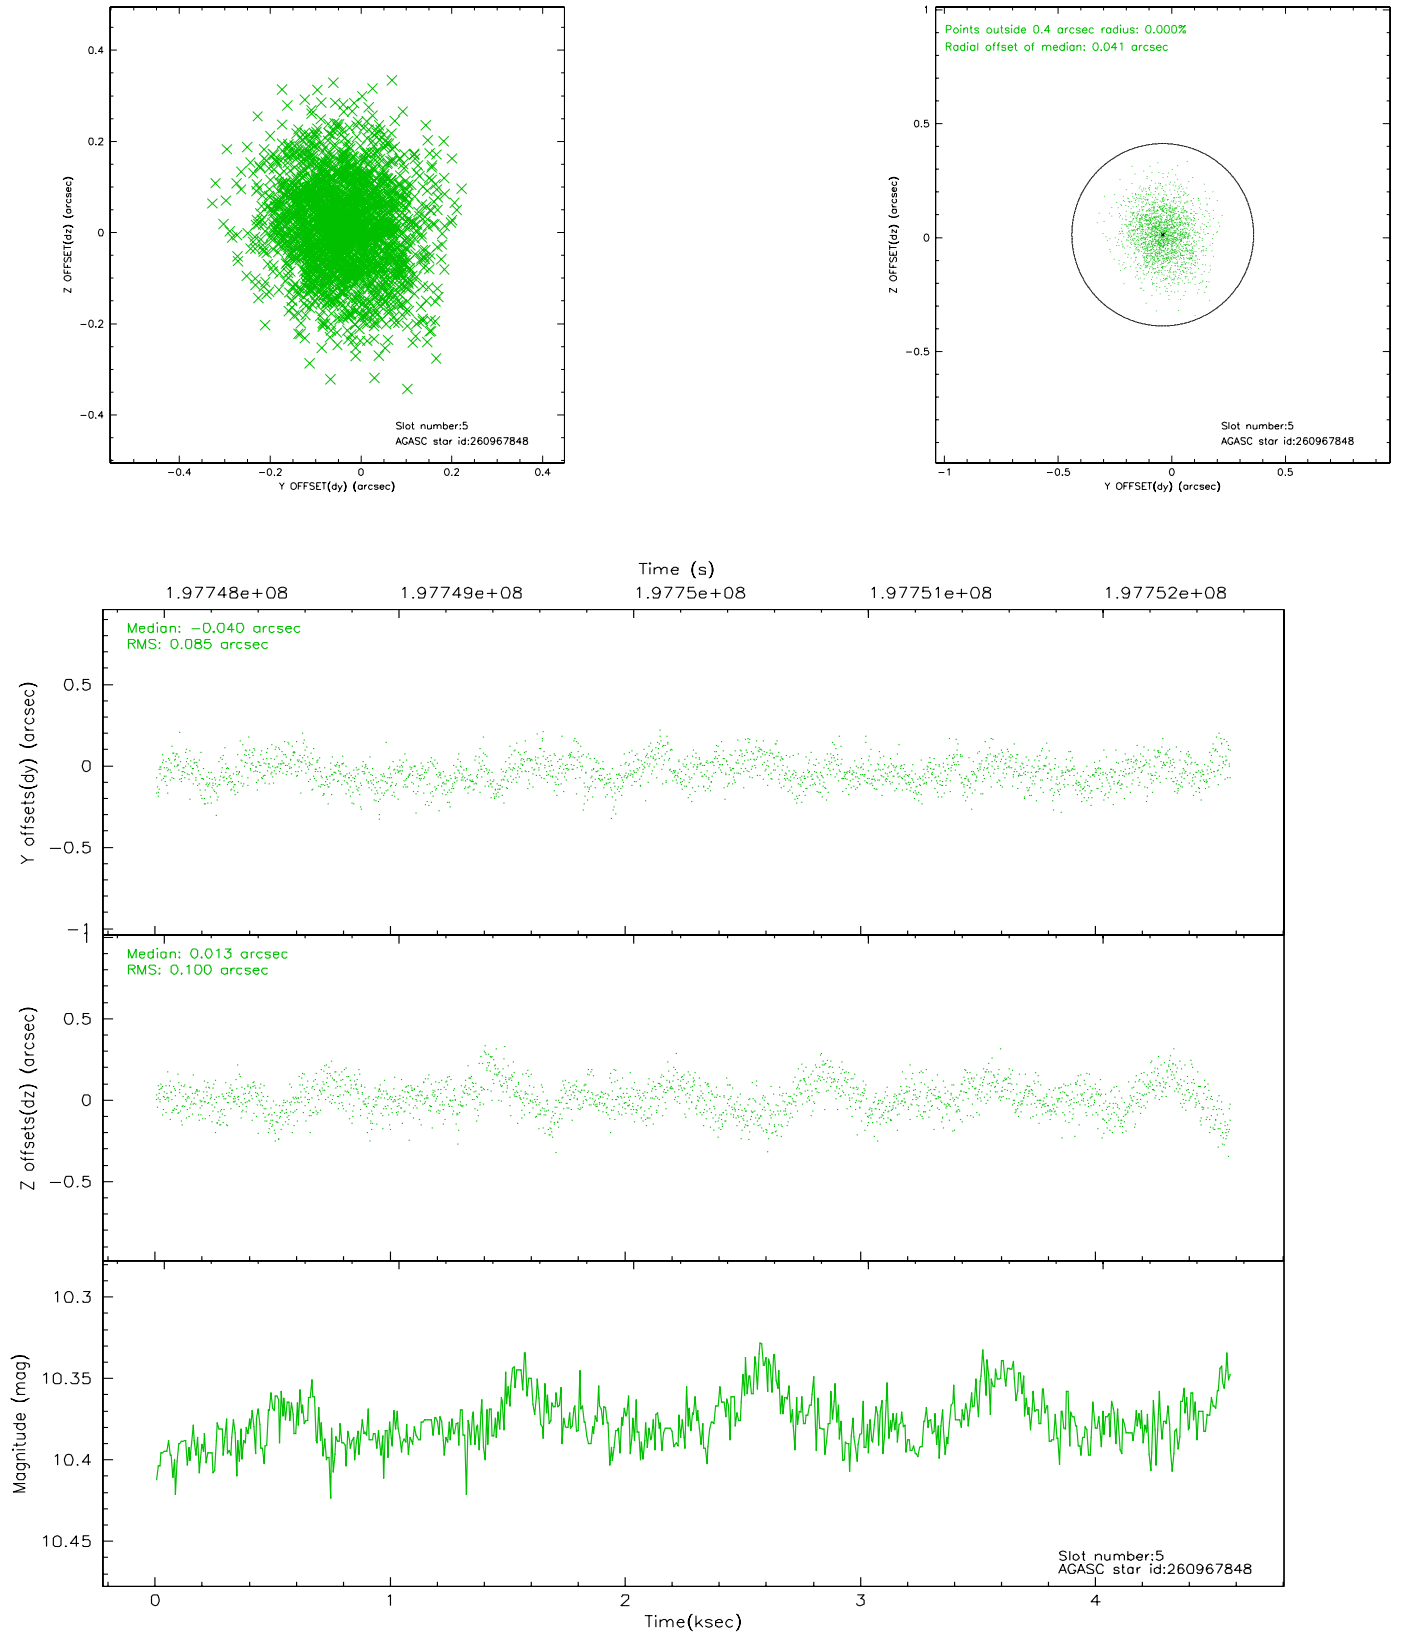 0.4
0.2
0
−0.2
−0.4
Z OFFSET(dz) (arcsec)
Slot number:5
AGASC star id:260967848
−0.4 −0.2 0 0.2 0.4
Y OFFSET(dy) (arcsec)
Points outside 0.4 arcsec radius: 0.000%
Radial offset of median: 0.041 arcsec
1
0.5
0
−0.5
Z OFFSET(dz) (arcsec)
Slot number:5
AGASC star id:260967848
−1 −0.5 0 0.5
Y OFFSET(dy) (arcsec)
Time (s)
1.97748e+08 1.97749e+08 1.9775e+08 1.97751e+08 1.97752e+08
Median: −0.040 arcsec
RMS: 0.085 arcsec
0.5
0
−0.5
−1
Y offsets(dy) (arcsec)
Median: 0.013 arcsec
RMS: 0.100 arcsec
1
0.5
0
−0.5
Z offsets(dz) (arcsec)
10.3
10.35
10.4
10.45
Magnitude (mag)
Slot number:5
AGASC star id:260967848
0 1 2 3 4
Time(ksec)